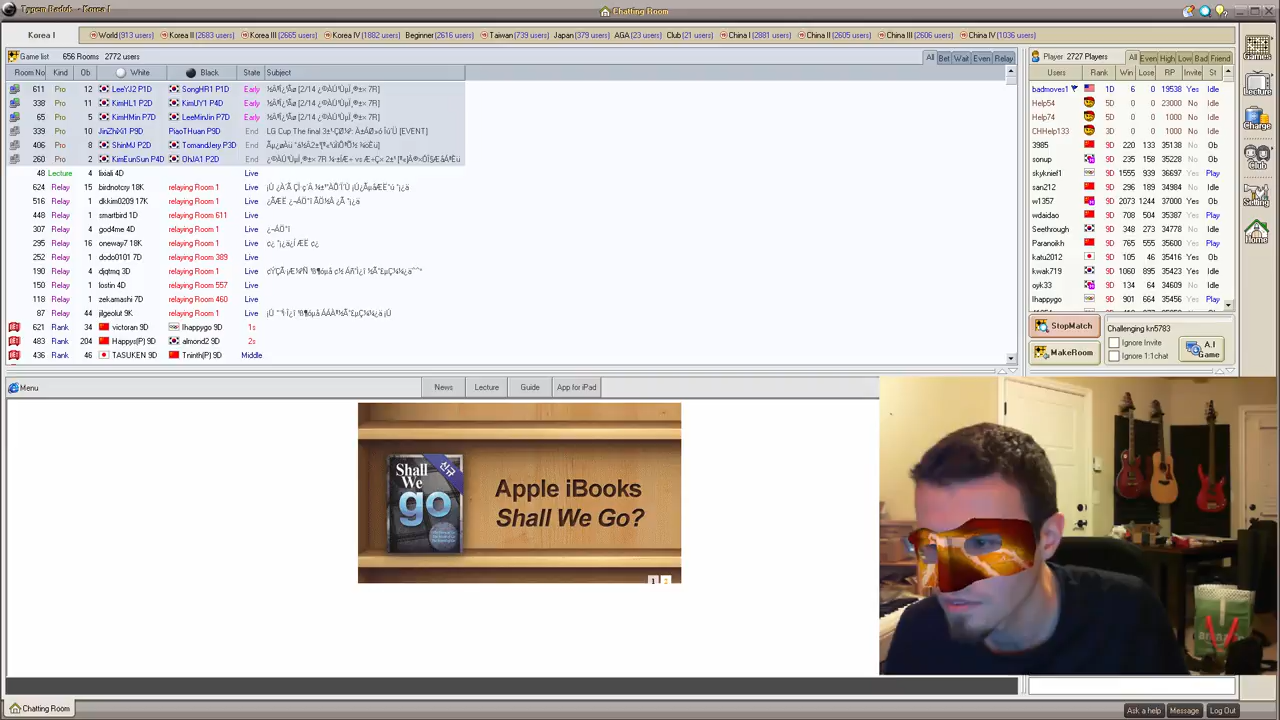 Tygem Baduk - Korea I
Chatting Room
Korea I
World(913 users)
Korea II (2683 users)
Korea III (2665 users)
Korea IV (1882 users)
Beginner(2616 users)
Taiwan(739 users)
Japan(379 users)
AGA(23 users)
Club(21 users)
China I (2881 users)
China II (2605 users)
China III (2606 users)
China IV (1036 users)
Game list 656 Rooms 2772 users
All Bet Wait Even Relay
Room No Kind Ob White Black State Subject
611 Pro 12 LeeYJ2 P1D SongHR1 P1D Early
338 Pro 11 KimHL1 P2D KimUY1 P4D Early
65 Pro 5 KimHMin P7D LeeMinJin P7D Early
339 Pro 10 JinZhiXi1 P9D PiaoTHuan P9D End
406 Pro 8 ShinMJ P2D TomandJery P3D End
260 Pro 2 KimEunSun P4D OhJA1 P2D End
48 Lecture 4 lixiali 4D Live
624 Relay 15 birdnotcry 18K relaying Room 1 Live
516 Relay 1 dkkim0209 17K relaying Room 1 Live
448 Relay 1 smartbird 1D relaying Room 611 Live
307 Relay 4 god4me 4D relaying Room 1 Live
295 Relay 16 oneway7 18K relaying Room 1 Live
252 Relay 1 dodo0101 7D relaying Room 389 Live
190 Relay 4 djqtmq 3D relaying Room 1 Live
150 Relay 1 lostin 4D relaying Room 557 Live
118 Relay 1 zekamashi 7D relaying Room 460 Live
87 Relay 44 jilgeolut 9K relaying Room 1 Live
621 Rank 34 victoran 9D lhappygo 9D 1s
483 Rank 204 Happys(P) 9D almond2 9D 2s
436 Rank 46 TASUKEN 9D Tninth(P) 9D Middle
Player 2727 Players
All Even High Low Bad Friend
Users Rank Win Lose RP Invite St
badmoves1 1D 6 0 19538 Yes Idle
Help54 5D 0 0 23000 No Idle
Help74 7D 0 0 1000 No Idle
CHHelp133 3D 0 0 1000 No Idle
3985 9D 220 133 35138 No Ob
sonup 9D 235 158 35228 No Ob
skykniel1 9D 1555 939 36697 Yes Play
san212 9D 296 189 34984 No Idle
w1357 9D 2073 1244 37000 Yes Ob
wdaidao 9D 708 504 35387 Yes Play
Seethrough 9D 348 273 34778 No Idle
Paranoikh 9D 765 555 35600 Yes Play
katu2012 9D 105 46 35416 Yes Ob
kwak719 9D 1060 895 35423 Yes Idle
oyk33 9D 134 64 34609 No Idle
lhappygo 9D 901 664 35456 Yes Play
StopMatch
MakeRoom
Challenging kn5783
Ignore Invite
Ignore 1:1chat
A.I
Game
Games
Lecture
Charge
Club
Setting
Home
Menu
News
Lecture
Guide
App for iPad
Shall
We
go
신규
Apple iBooks
Shall We Go?
1 2
Chatting Room
Ask a help
Message
Log Out